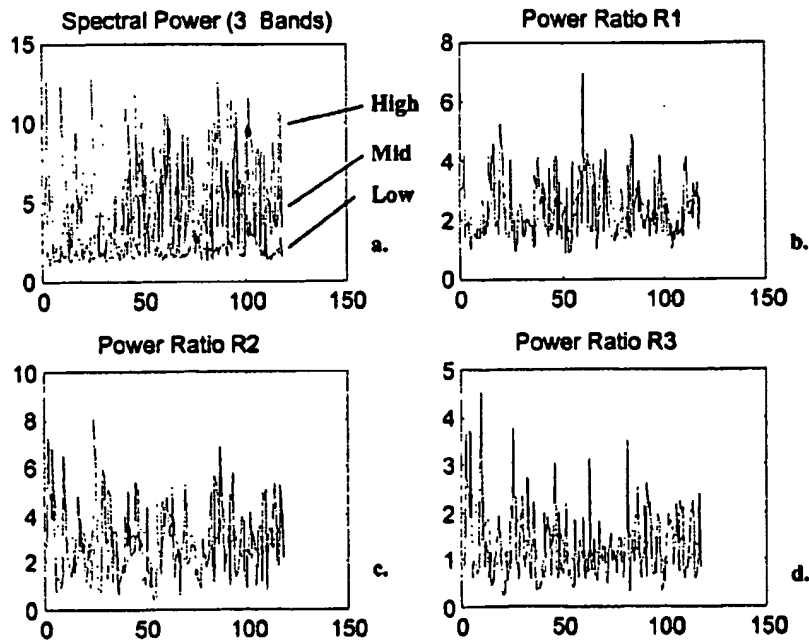 Spectral Power (3 Bands)
15
10
5
0
0 50 100 150
High
Mid
Low
a.
Power Ratio R1
8
6
4
2
0
0 50 100 150
b.
Power Ratio R2
10
8
6
4
2
0
0 50 100 150
c.
Power Ratio R3
5
4
3
2
1
0
0 50 100 150
d.